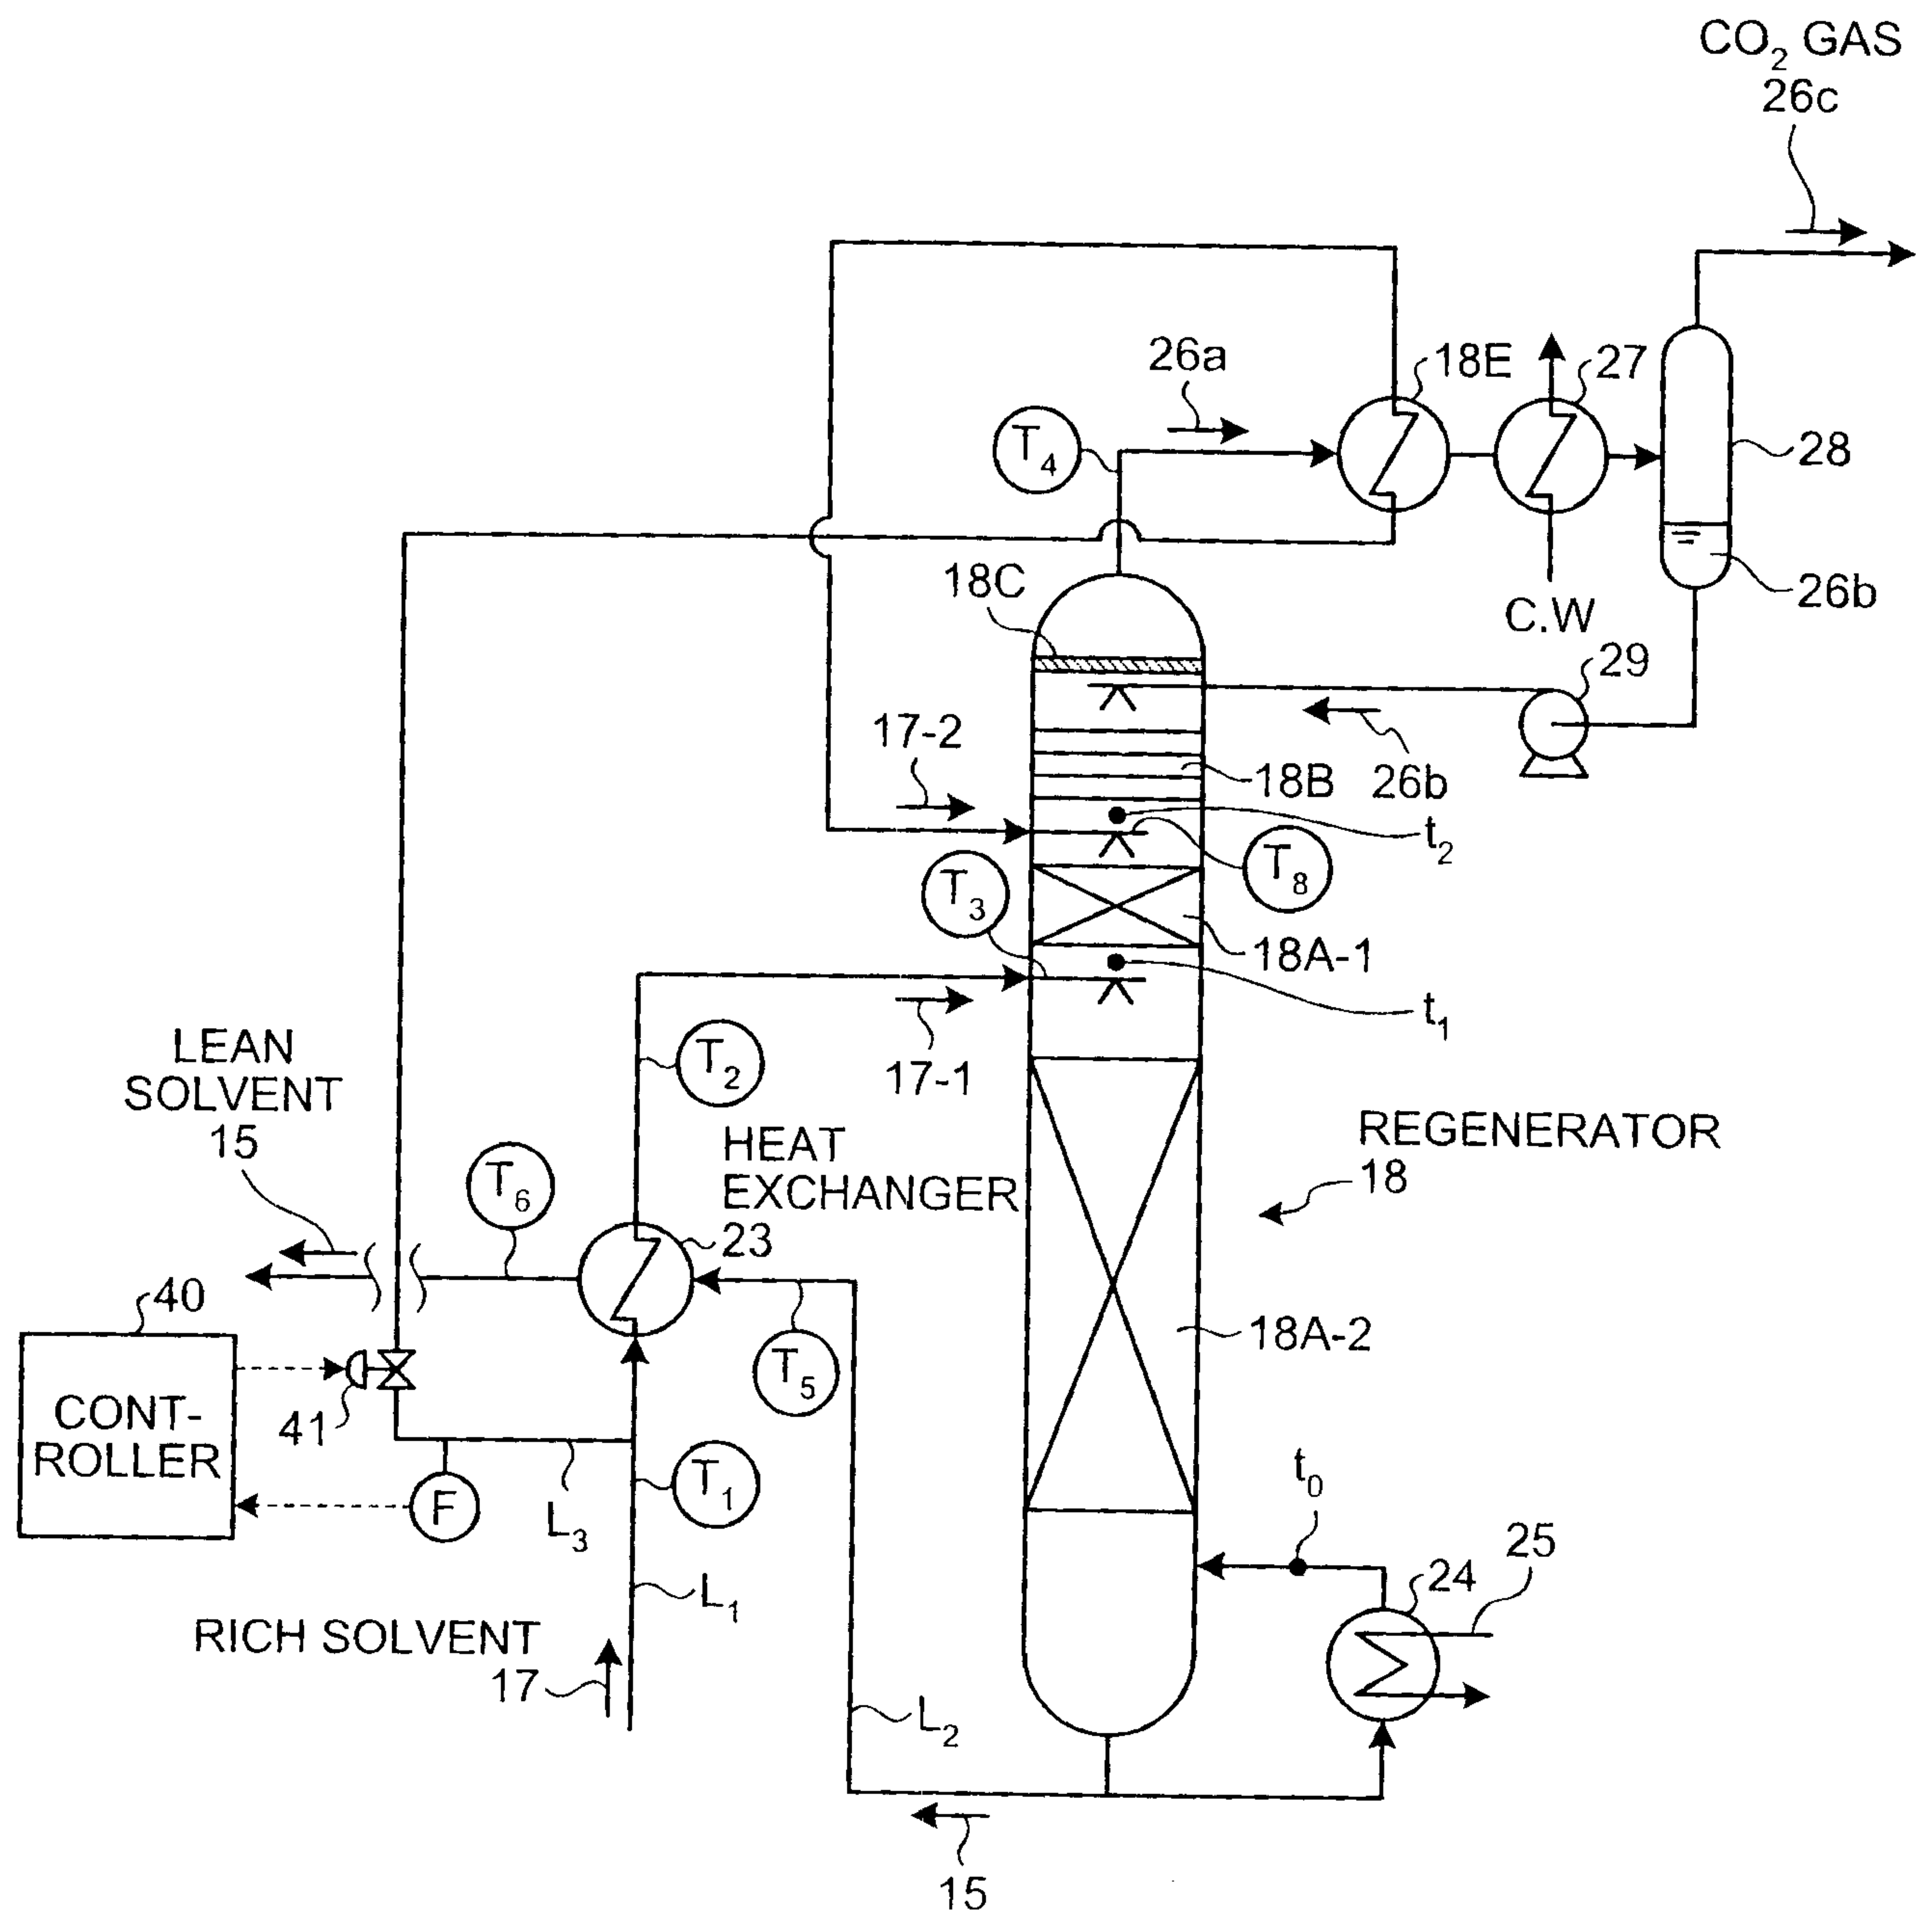 CO2 GAS
26c
26a
18E
27
T4
28
18C
26b
C.W
29
17-2
18B
26b
t2
T3
T8
18A-1
t1
LEAN
SOLVENT
15
T2
17-1
REGENERATOR
18
HEAT
EXCHANGER
23
T6
40
18A-2
T5
CONT-
ROLLER
41
F
L3
T1
t0
25
24
L1
RICH SOLVENT
17
L2
15